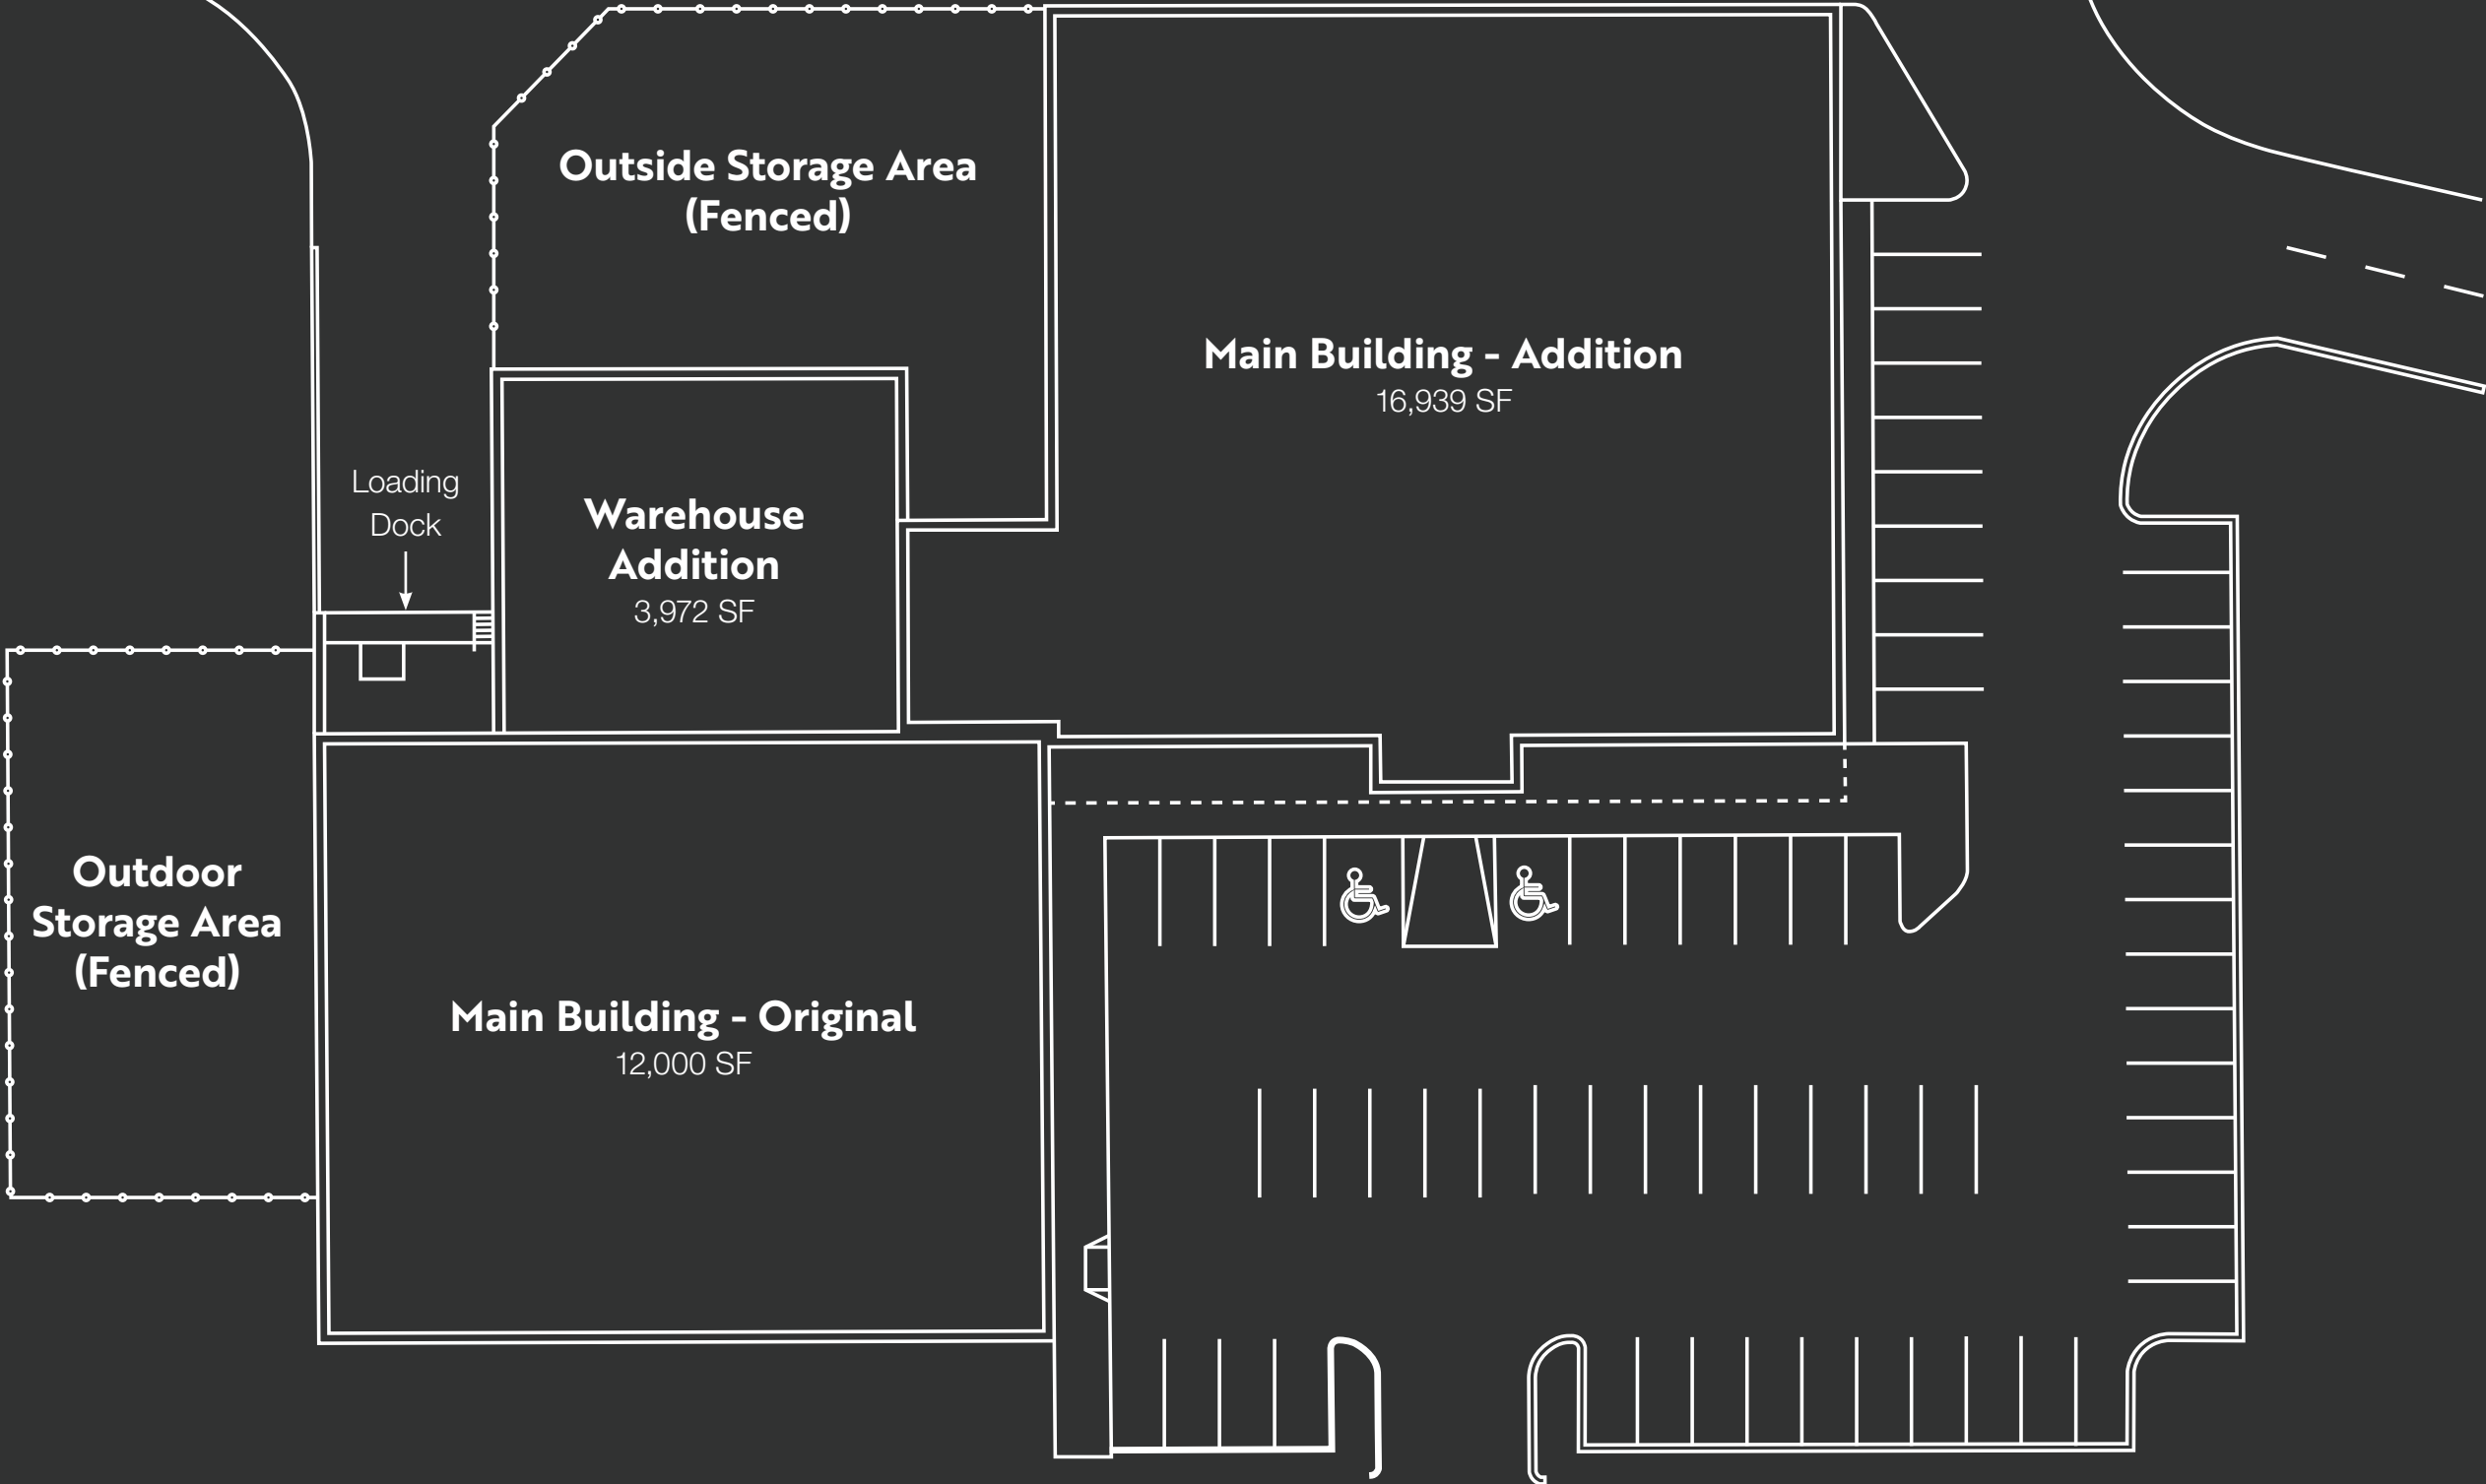 Outside Storage Area
(Fenced)
Main Building - Addition
16,939 SF
Loading
Dock
Warehouse
Addition
3,972 SF
Outdoor
Storage Area
(Fenced)
Main Building - Original
12,000 SF